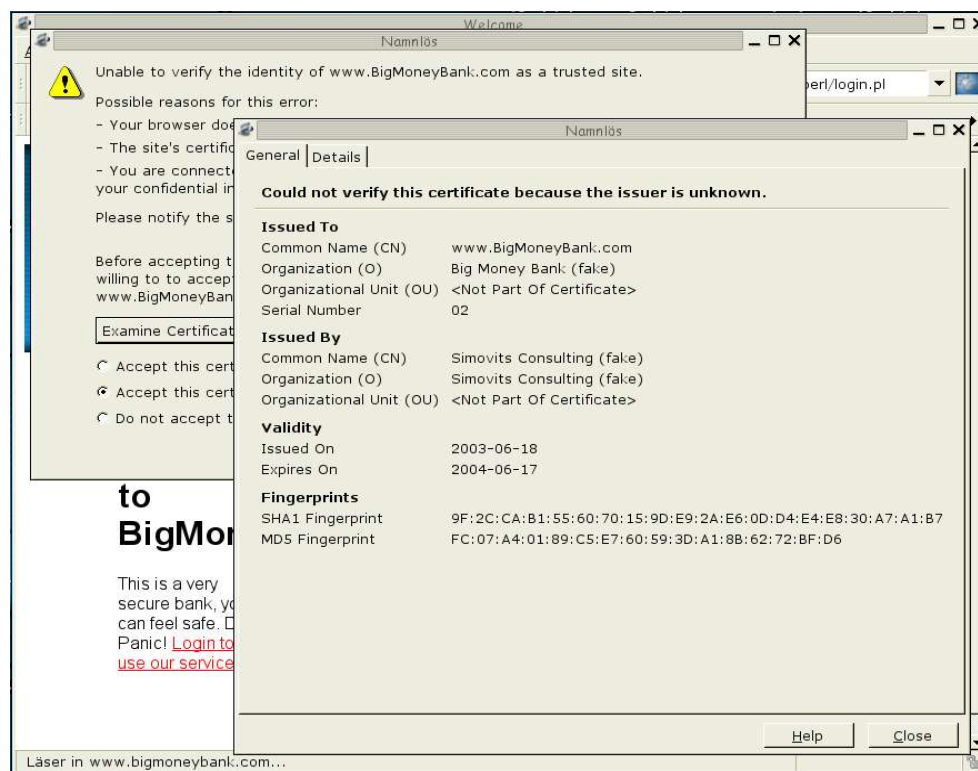 Welcome
Namnlös
Unable to verify the identity of www.BigMoneyBank.com as a trusted site.
Possible reasons for this error:
- Your browser doe
- The site's certific
- You are connect
your confidential in
Please notify the s
Before accepting t
willing to to accep
www.BigMoneyBan
Examine Certificat
Accept this cert
Accept this cert
Do not accept t
perl/login.pl
Namnlös
General
Details
Could not verify this certificate because the issuer is unknown.
Issued To
Common Name (CN) www.BigMoneyBank.com
Organization (O) Big Money Bank (fake)
Organizational Unit (OU) <Not Part Of Certificate>
Serial Number 02
Issued By
Common Name (CN) Simovits Consulting (fake)
Organization (O) Simovits Consulting (fake)
Organizational Unit (OU) <Not Part Of Certificate>
Validity
Issued On 2003-06-18
Expires On 2004-06-17
Fingerprints
SHA1 Fingerprint 9F:2C:CA:B1:55:60:70:15:9D:E9:2A:E6:0D:D4:E4:E8:30:A7:A1:B7
MD5 Fingerprint FC:07:A4:01:89:C5:E7:60:59:3D:A1:8B:62:72:BF:D6
Help
Close
to
BigMon
This is a very
secure bank, yo
can feel safe. D
Panic! Login to
use our service
Läser in www.bigmoneybank.com...